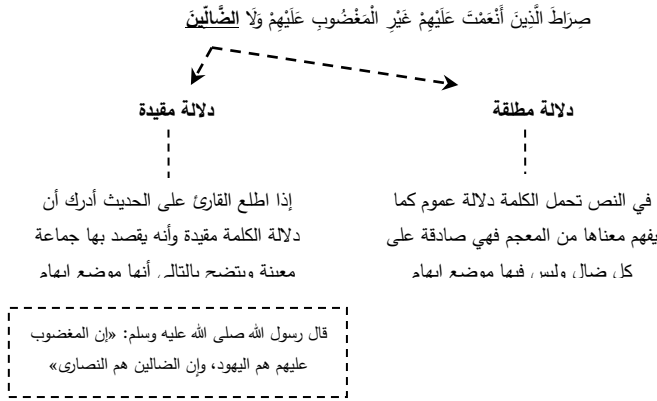 صِرَاطَ الَّذِينَ أَنْعَمْتَ عَلَيْهِمْ غَيْرِ الْمَغْضُوبِ عَلَيْهِمْ وَلَا الضَّالِّينَ
دلالة مطلقة
في النص تحمل الكلمة دلالة عموم كما
يفهم معناها من المعجم فهي صادقة على
كل ضال وليس فيها موضع إبهام
دلالة مقيدة
إذا اطلع القارئ على الحديث أدرك أن
دلالة الكلمة مقيدة وأنه يقصد بها جماعة
معينة ويتضح بالتالي أنها موضع إبهام
قال رسول الله صلى الله عليه وسلم: «إن المغضوب
عليهم هم اليهود، وإن الضالين هم النصارى»